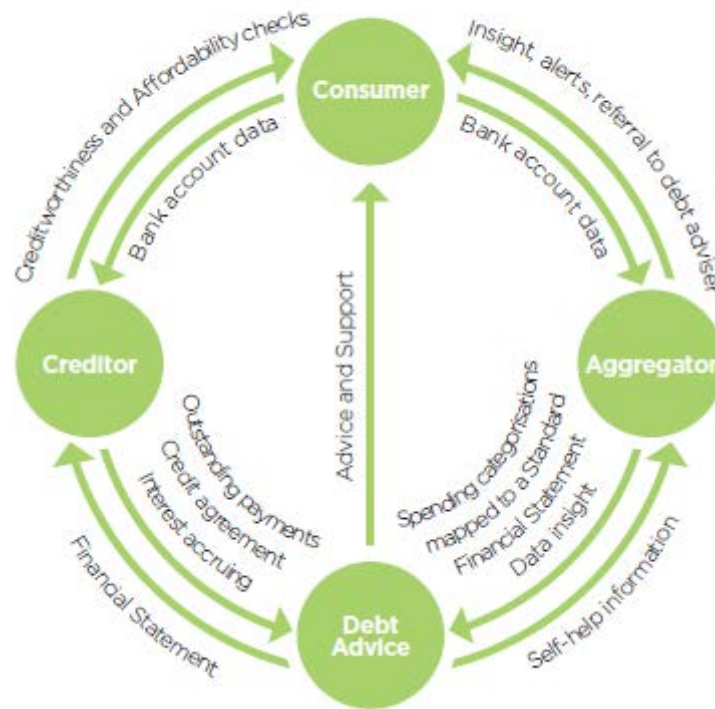 Creditworthiness and Affordability checks
Consumer
Insight, alerts, referral to debt adviser
Bank account data
Bank account data
Creditor
Advice and Support
Aggregator
Outstanding payments
Credit agreement
Interest accruing
Spending categorisations
mapped to a Standard
Financial Statement
Data insight
Financial Statement
Debt
Advice
Self-help information